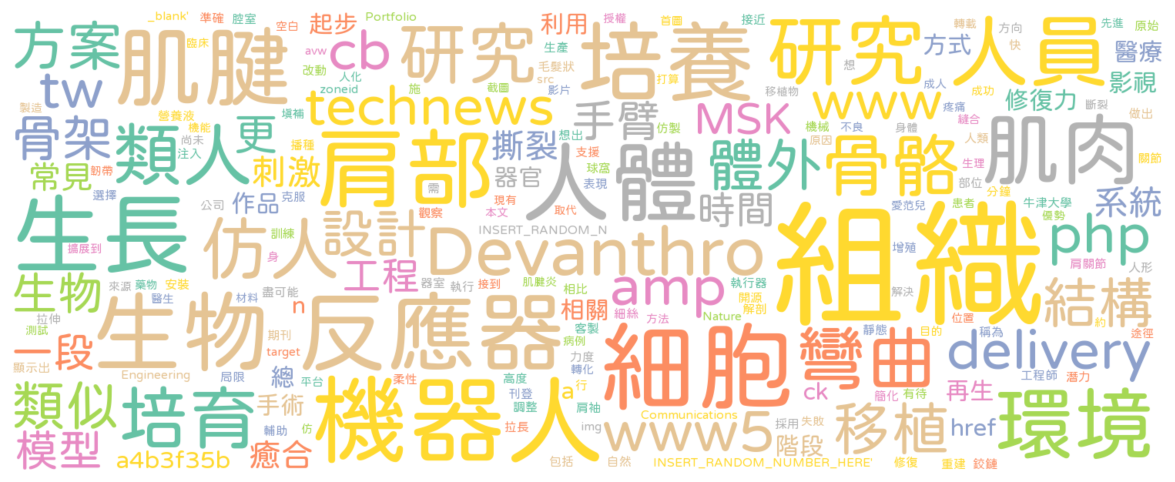 _blank'
準確
腔室
空白
Portfolio
授權
首圖
接近
轉載
方向
先進
原始
方案
臨床
肌腱
avw
改動
起步
cb
研究
利用
生產
毛髮狀
src
培養
打算
研究
人員
方式
快
想
醫療
影視
tw
zoneid
人化
施
截圖
影片
移植物
成人
成功
修復力
製造
營養液
機能
technews
手臂
仿製
MSK
www
疼痛
縫合
斷裂
做出
骨架
填補
尚未
注入
類人
更
播種
刺激
肩部
撕裂
想出
支援
球窩
器官
表現
人體
機械
原因
不良
身體
體外
骨骼
人類
生理
肌肉
關節
常見
韌帶
選擇
公司
作品
克服
需
觀察
現有
本文
取代
時間
部位
分鐘
患者
愛范兒
牛津大學
優勢
系統
生長
擴展到
仿人
訓練
身
設計
INSERT_RANDOM_N
Devanthro
組織
增殖
php
肩關節
人形
生物
來源
藥物
安裝
醫生
材料
盡可能
工程
器室
執行
接到
肌腱炎
相比
執行器
開源
解剖
amp
細絲
解決
結構
約
拉伸
測試
生物
反應器
n
期刊
target
相關
客製
病例
方法
Nature
細胞
彎曲
靜態
目的
位置
稱為
途徑
一段
顯示出
Engineering
局限
總
平台
柔性
力度
轉化
delivery
工程師
潛力
類似
培育
手術
輔助
仿
機器人
高度
刊登
調整
a
行
肩袖
拉長
img
Communications
www5
ck
簡化
有待
再生
採用
失敗
階段
移植
href
環境
模型
a4b3f35b
癒合
包括
自然
INSERT_RANDOM_NUMBER_HERE'
修復
重建
鉸鏈